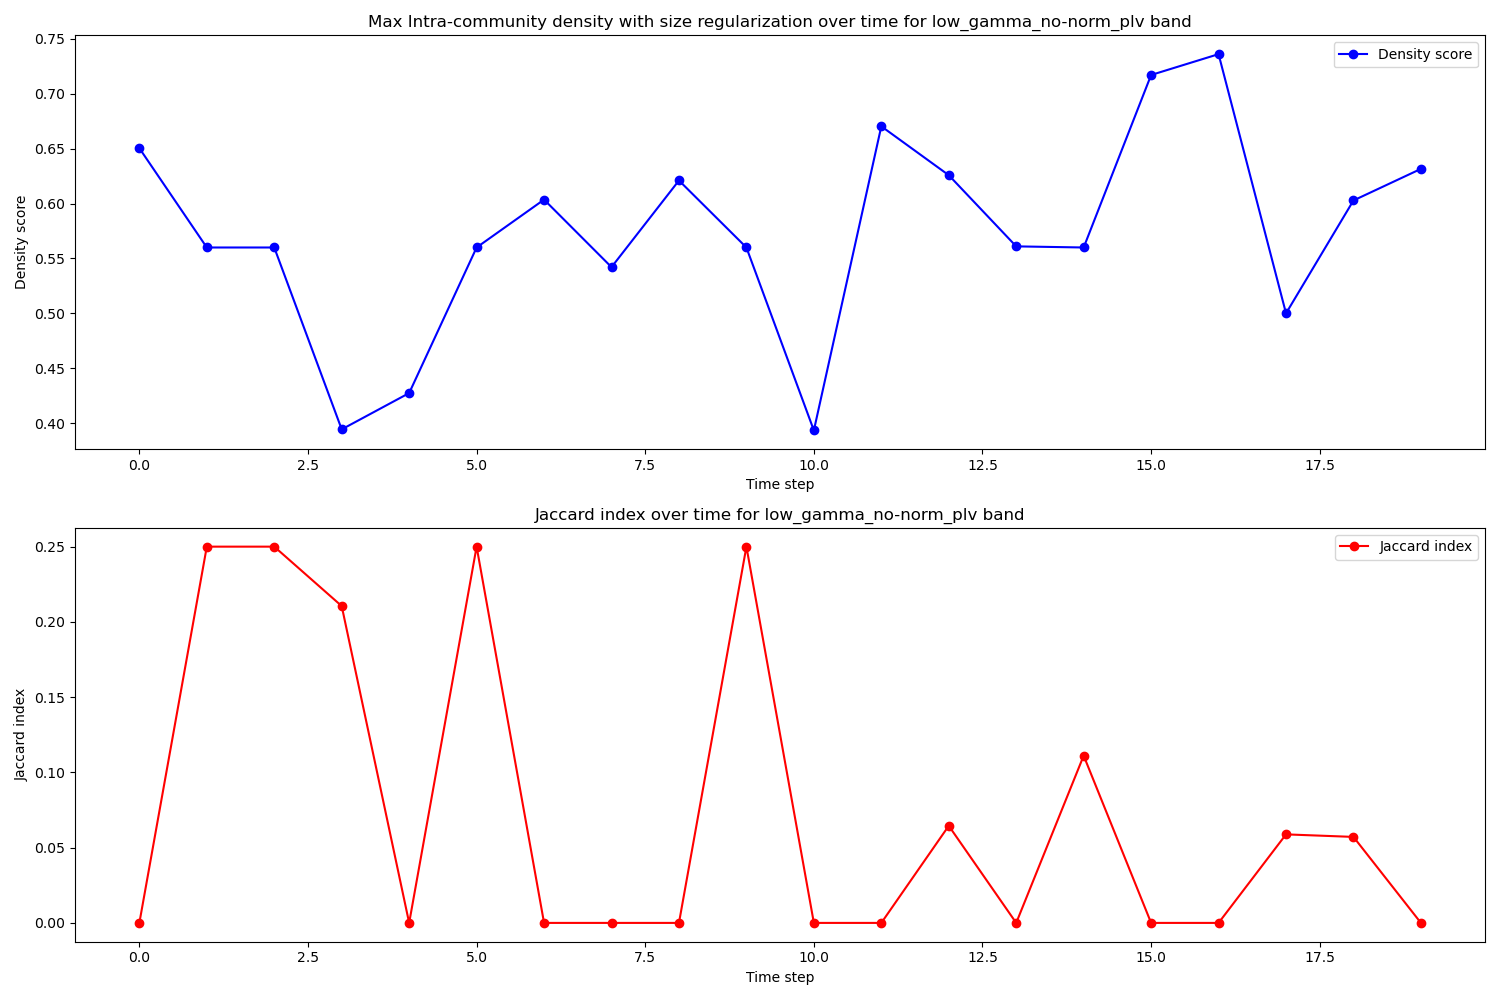 Max Intra-community density with size regularization over time for low_gamma_no-norm_plv band
Density score
0.75
0.70
0.65
0.60
0.55
0.50
0.45
0.40
Density score
0.0 2.5 5.0 7.5 10.0 12.5 15.0 17.5
Time step
Jaccard index over time for low_gamma_no-norm_plv band
Jaccard index
0.25
0.20
0.15
0.10
0.05
0.00
Jaccard index
0.0 2.5 5.0 7.5 10.0 12.5 15.0 17.5
Time step